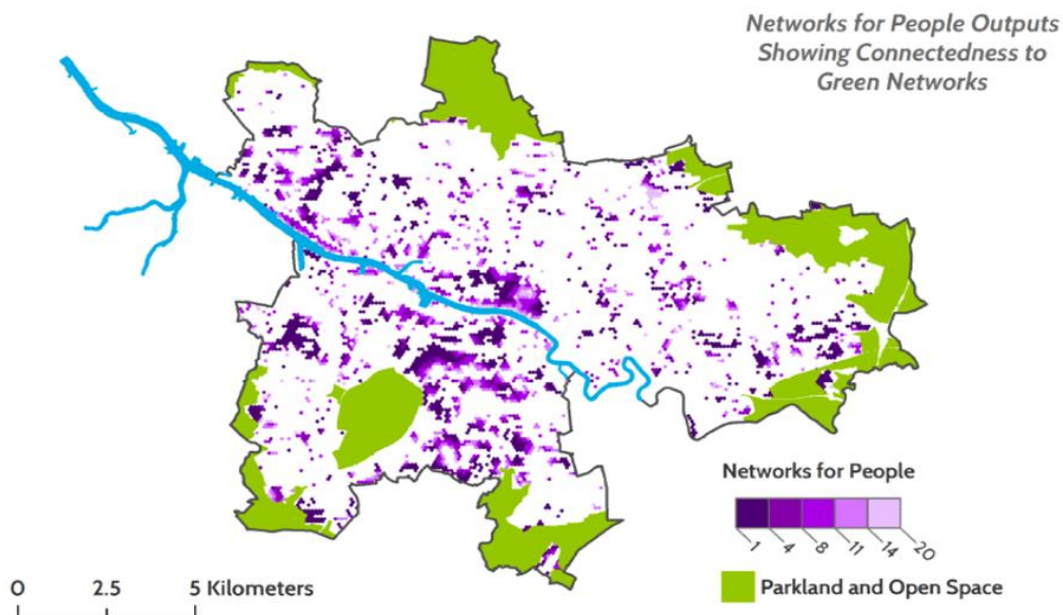 Networks for People Outputs
Showing Connectedness to
Green Networks
Networks for People
1 4 8 11 14 20
Parkland and Open Space
0 2.5 5 Kilometers